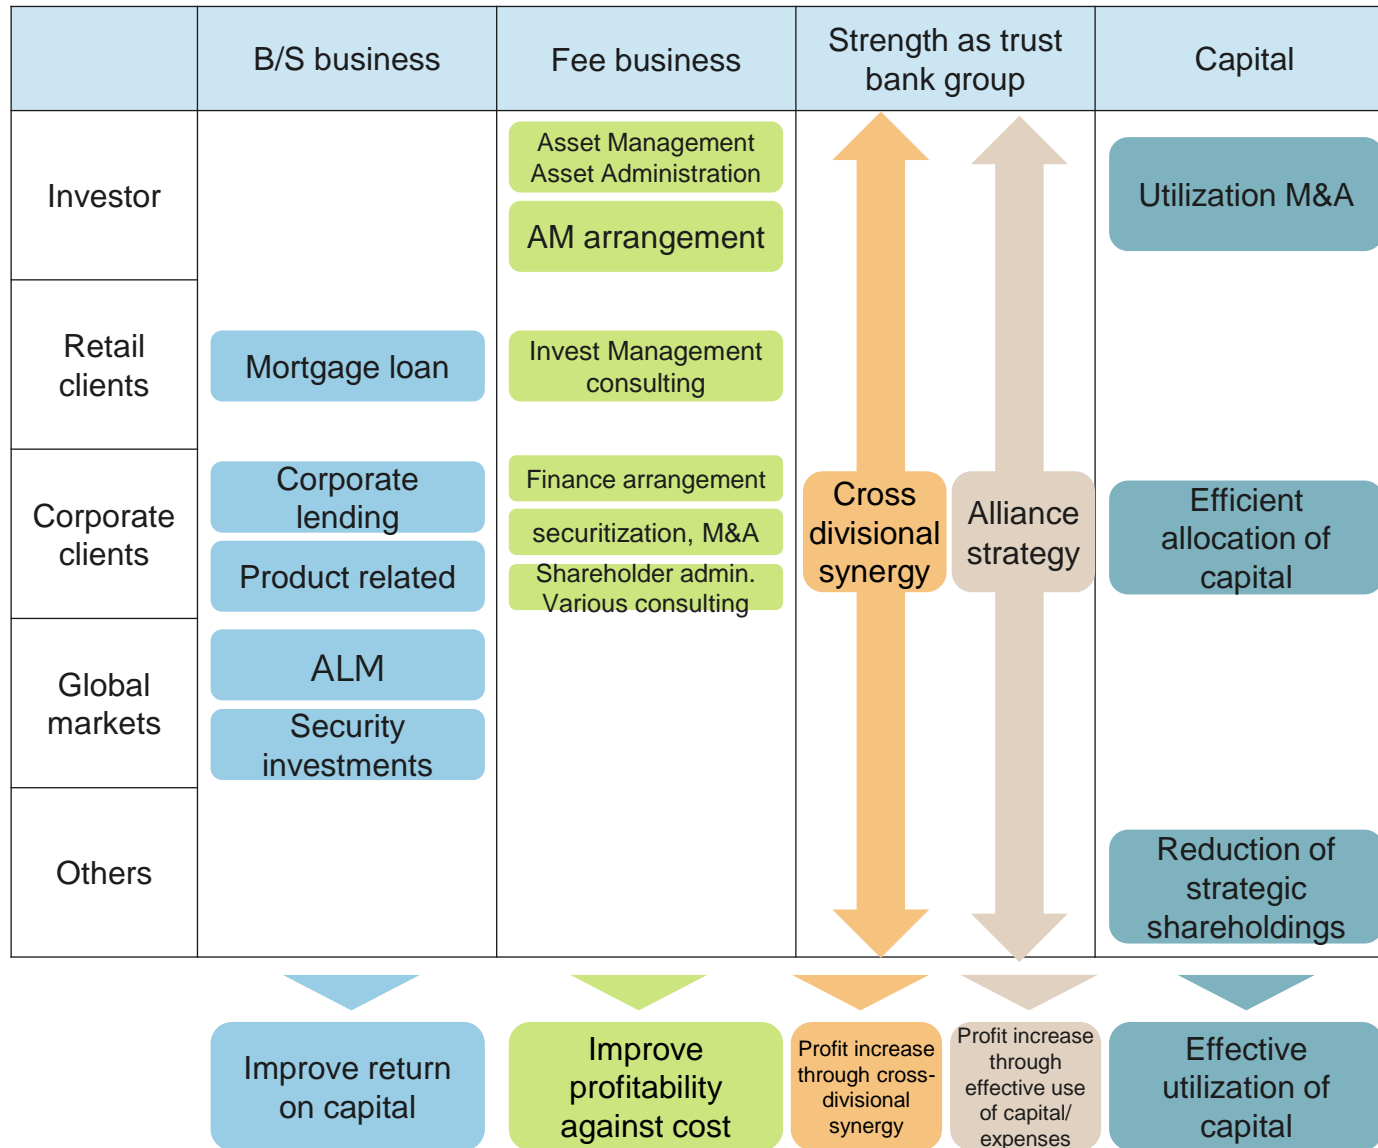 B/S business
Fee business
Strength as trust
bank group
Capital
Investor
Asset Management
Asset Administration
AM arrangement
Utilization M&A
Retail
clients
Mortgage loan
Invest Management
consulting
Corporate
clients
Corporate
lending
Product related
Finance arrangement
securitization, M&A
Shareholder admin.
Various consulting
Cross
divisional
synergy
Alliance
strategy
Efficient
allocation of
capital
Global
markets
ALM
Security
investments
Others
Reduction of
strategic
shareholdings
Improve return
on capital
Improve
profitability
against cost
Profit increase
through cross-
divisional
synergy
Profit increase
through
effective use
of capital/
expenses
Effective
utilization of
capital